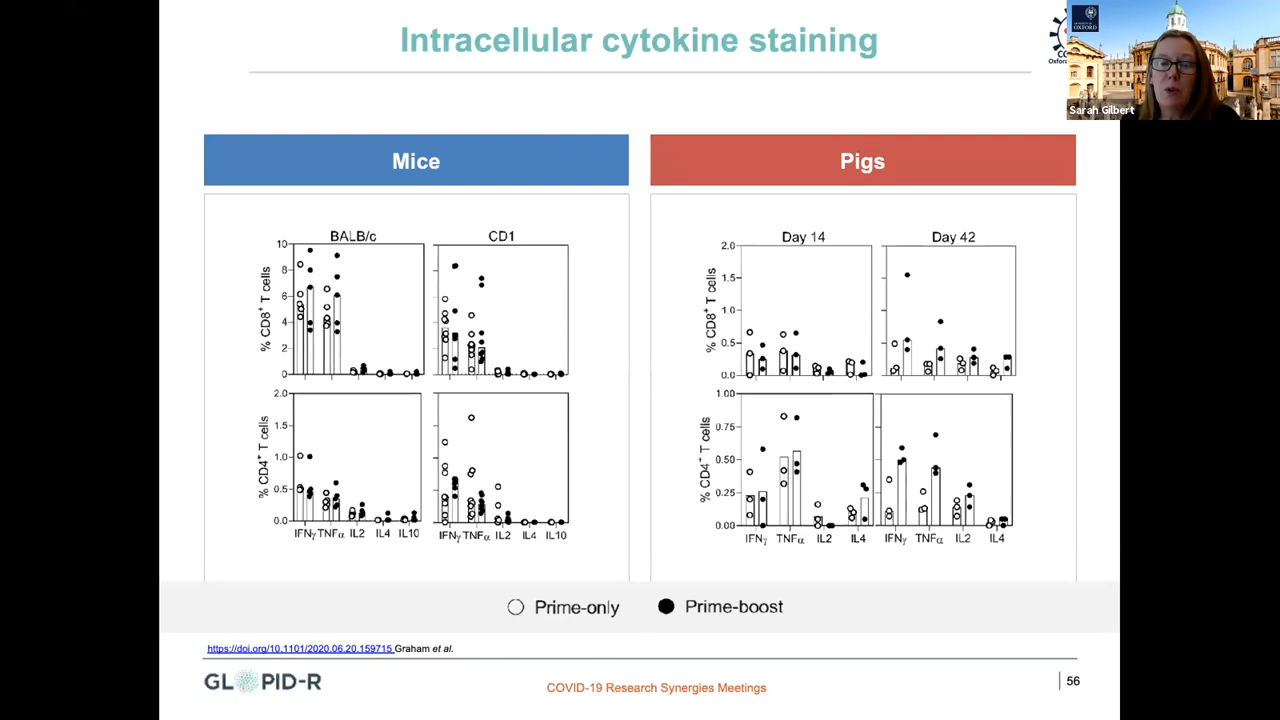 Intracellular cytokine staining
UNIVERSITY OF
OXFORD
Sarah Gilbert
Mice
Pigs
BALB/c
CD1
Day 14
Day 42
% CD8+ T cells
10
8
6
4
2
0
% CD8+ T cells
2.0
1.5
1.0
0.5
0.0
% CD4+ T cells
2.0
1.5
1.0
0.5
0.0
% CD4+ T cells
1.00
0.75
0.50
0.25
0.00
IFNγ TNFα IL2 IL4 IL10
IFNγ TNFα IL2 IL4 IL10
IFNγ TNFα IL2 IL4
IFNγ TNFα IL2 IL4
Prime-only
Prime-boost
https://doi.org/10.1101/2020.06.20.159715 Graham et al.
GLOPID-R
COVID-19 Research Synergies Meetings
56